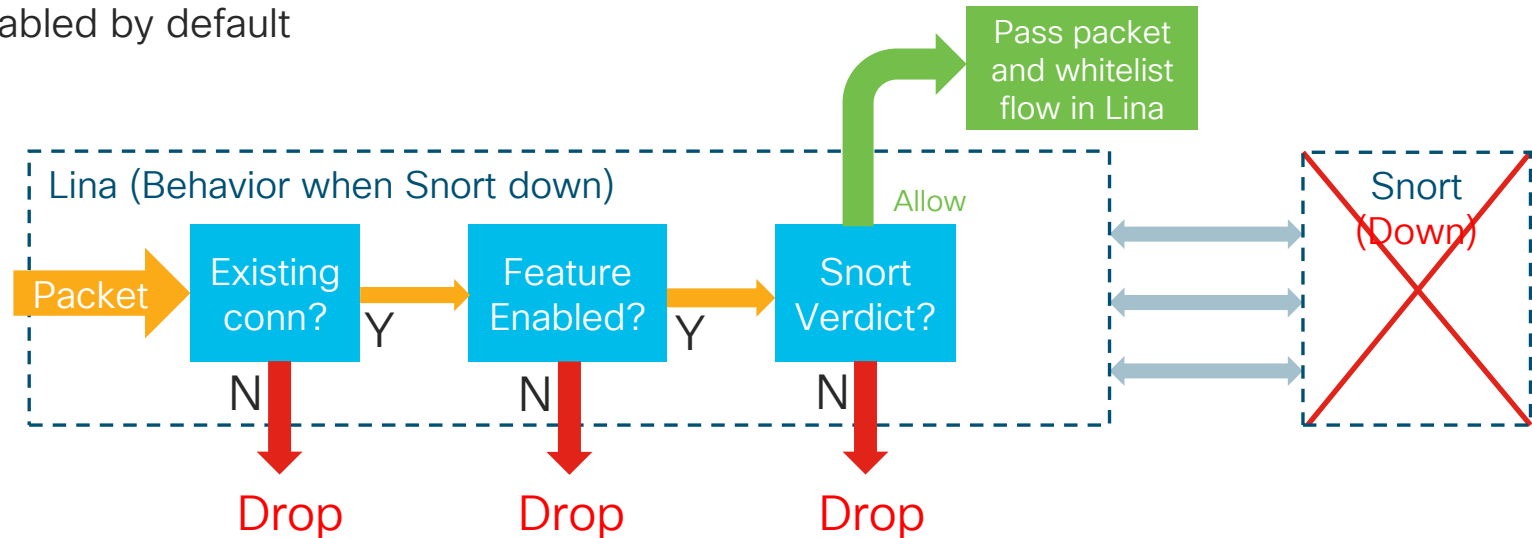 abled by default
Pass packet
and whitelist
flow in Lina
Lina (Behavior when Snort down)
Allow
Snort
(Down)
Packet
Existing
conn?
Y
Feature
Enabled?
Y
Snort
Verdict?
N
N
N
Drop
Drop
Drop